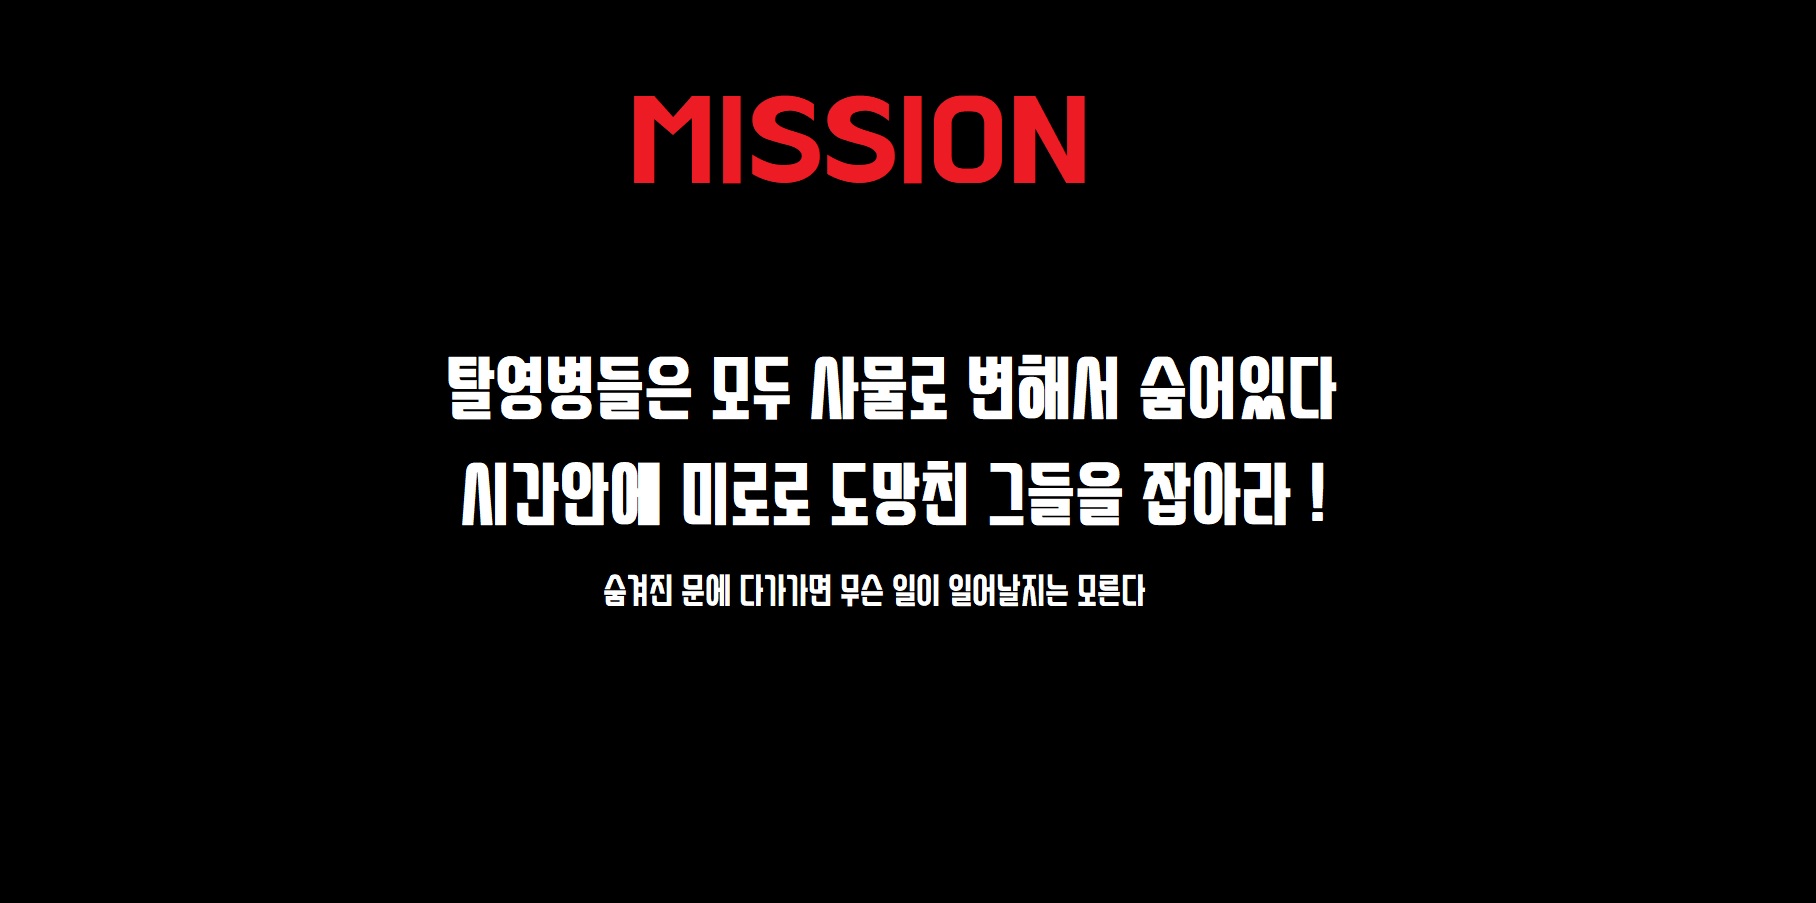 MISSION
탈영병들은 모두 사물로 변해서 숨어있다
시간안에 미로로 도망친 그들을 잡아라 !
숨겨진 문에 다가가면 무슨 일이 일어날지는 모른다